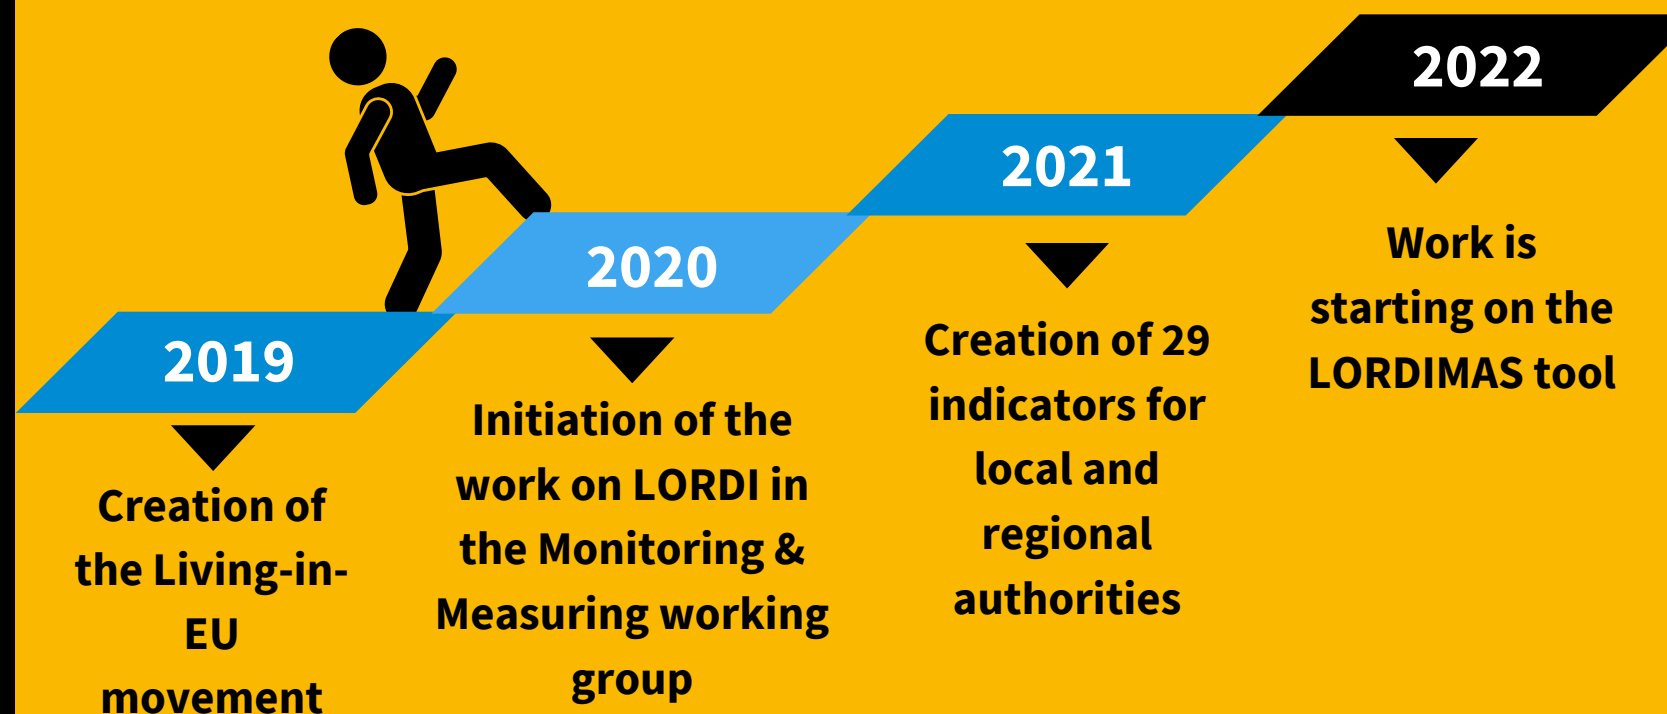 2019
Creation of
the Living-in-
EU
movement
2020
Initiation of the
work on LORDI in
the Monitoring &
Measuring working
group
2021
Creation of 29
indicators for
local and
regional
authorities
2022
Work is
starting on the
LORDIMAS tool